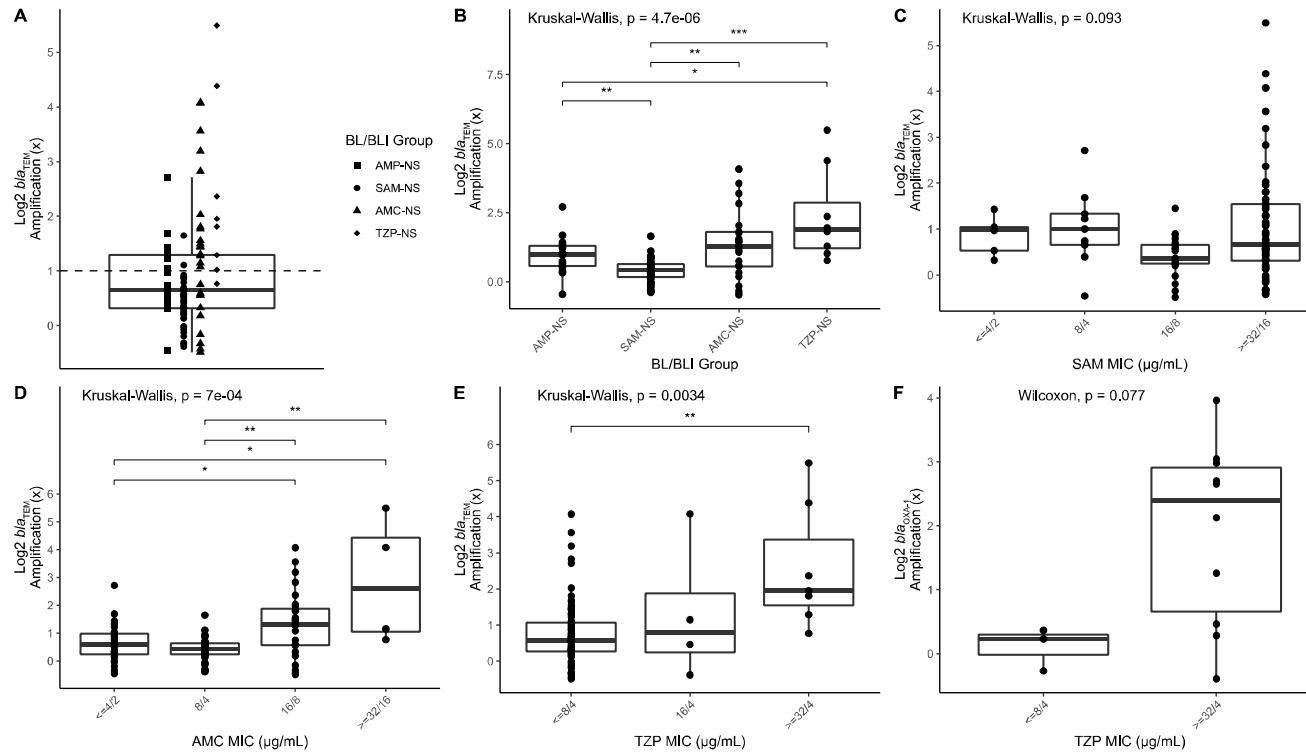 A
Log2 blaTEM
Amplification (x)
5
4
3
2
1
0
BL/BLI Group
AMP-NS
SAM-NS
AMC-NS
TZP-NS
B
Kruskal-Wallis, p = 4.7e-06
***
**
*
**
Log2 blaTEM
Amplification (x)
7.5
5.0
2.5
0.0
AMP-NS
SAM-NS
AMC-NS
TZP-NS
BL/BLI Group
C
Kruskal-Wallis, p = 0.093
Log2 blaTEM
Amplification (x)
5
4
3
2
1
0
<=4/2
8/4
16/8
>=32/16
SAM MIC (µg/mL)
D
Kruskal-Wallis, p = 7e-04
**
**
*
*
Log2 blaTEM
Amplification (x)
6
5
4
3
2
1
0
<=4/2
8/4
16/8
>=32/16
AMC MIC (µg/mL)
E
Kruskal-Wallis, p = 0.0034
**
Log2 blaTEM
Amplification (x)
6
5
4
3
2
1
0
<=8/4
16/4
>=32/4
TZP MIC (µg/mL)
F
Wilcoxon, p = 0.077
Log2 blaOXA-1
Amplification (x)
4
3
2
1
0
<=8/4
>=32/4
TZP MIC (µg/mL)